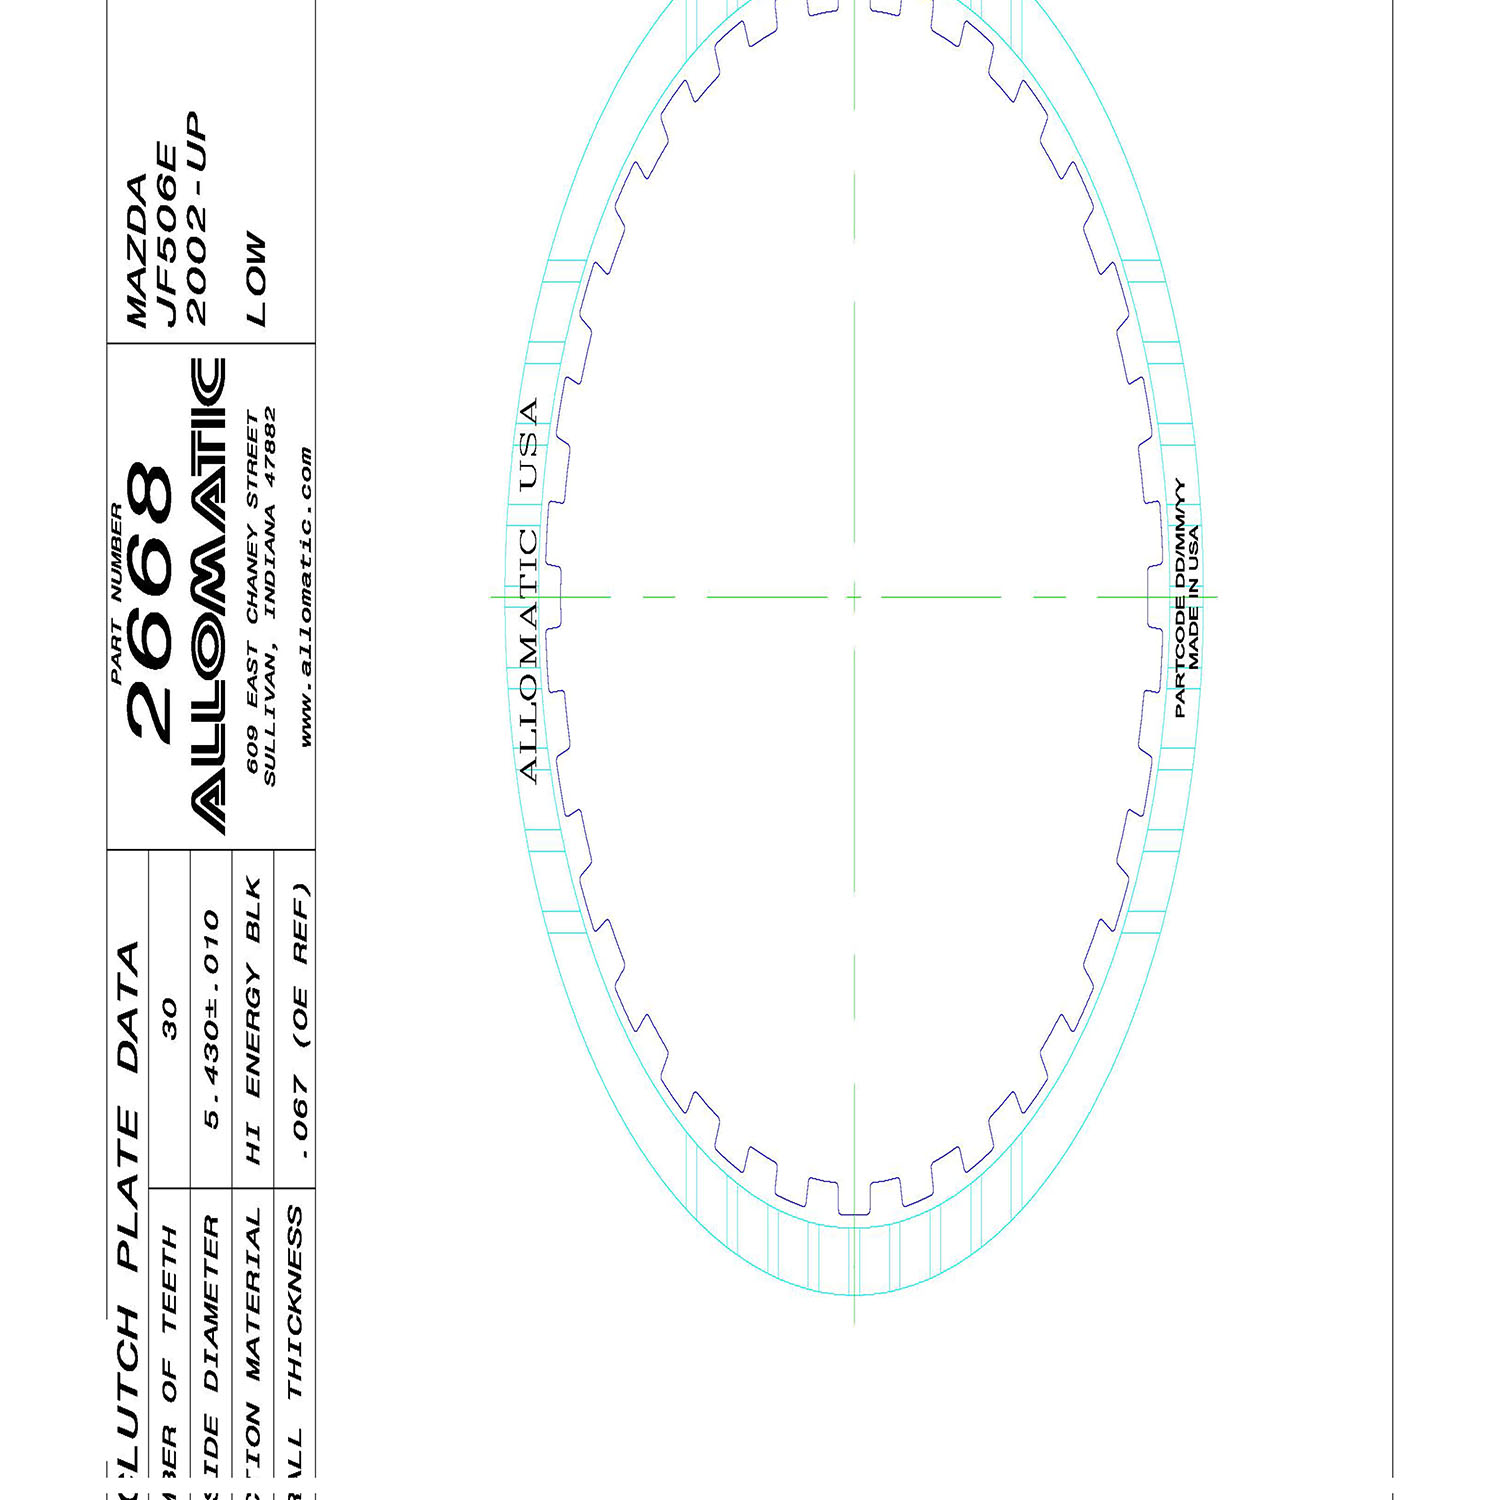 MAZDA
JF506E
2002-UP
LOW
PART NUMBER
2668
ALLOMATIC
609 EAST CHANEY STREET
SULLIVAN, INDIANA 47882
www.allomatic.com
CLUTCH PLATE DATA
BER OF TEETH 30
SIDE DIAMETER 5.430±.010
TION MATERIAL HI ENERGY BLK
ALL THICKNESS .067 (OE REF)
ALLOMATIC USA
PARTCODE DD/MM/YY
MADE IN USA